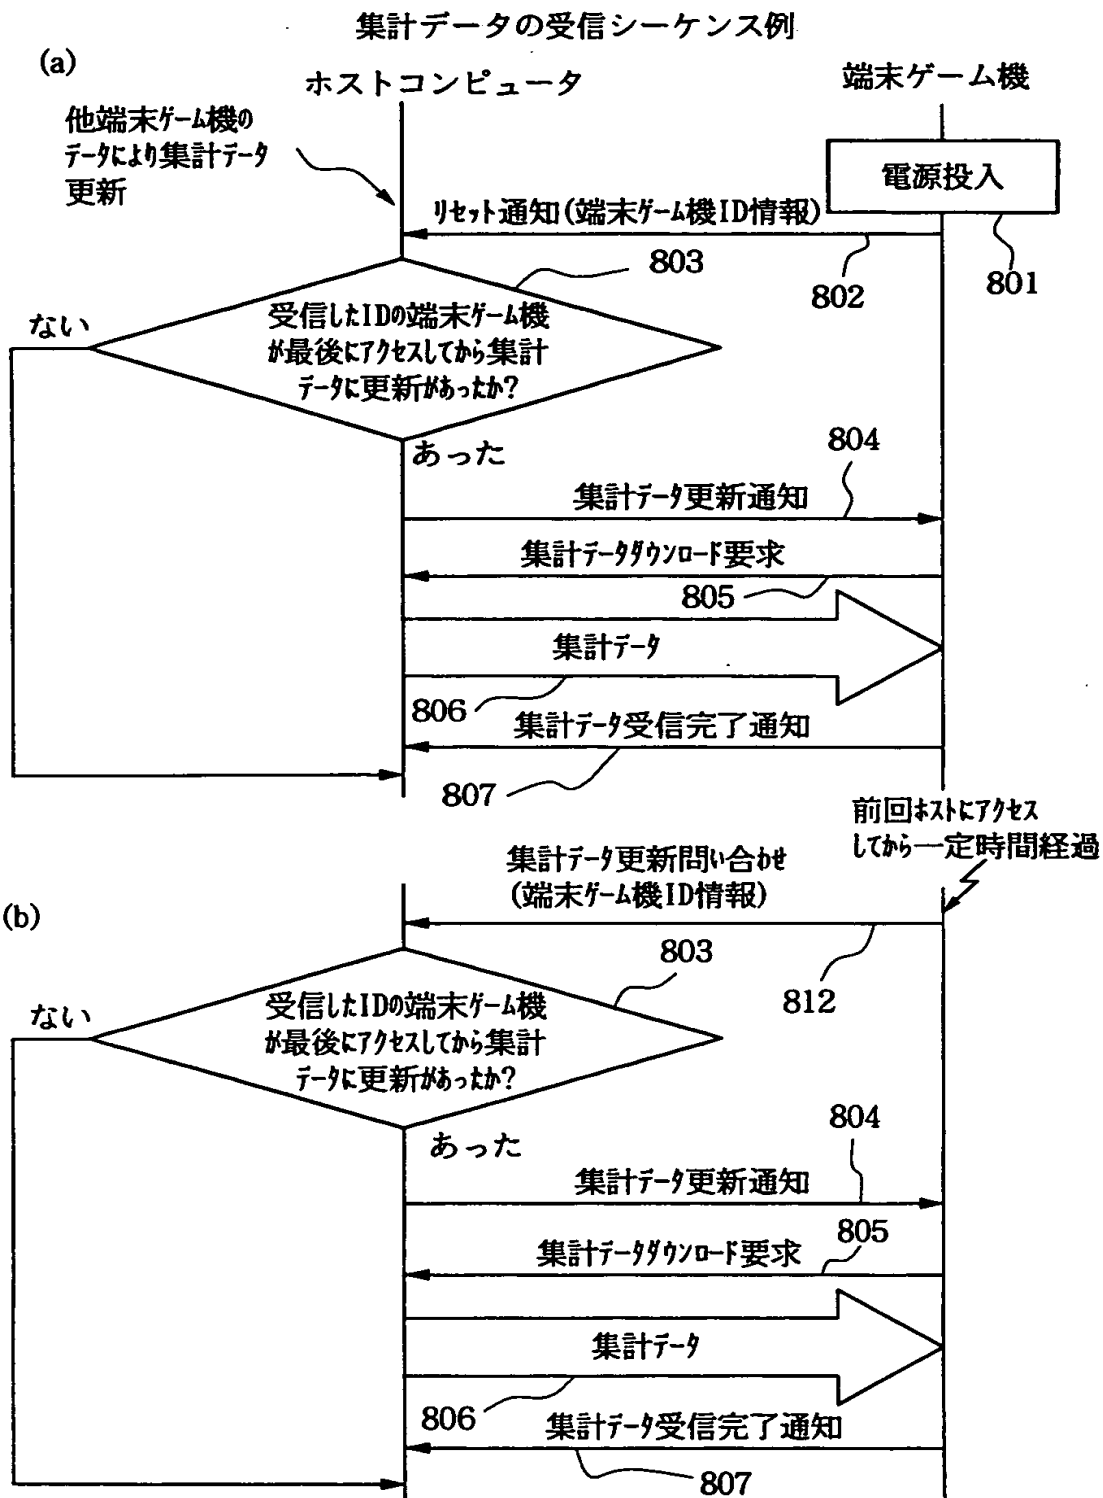 集計データの受信シーケンス例
(a)
ホストコンピュータ
端末ゲーム機
他端末ゲーム機の
データにより集計データ
更新
電源投入
801
リセット通知(端末ゲーム機ID情報)
802
803
受信したIDの端末ゲーム機
が最後にアクセスしてから集計
データに更新があったか?
ない
あった
804
集計データ更新通知
集計データダウンロード要求
805
集計データ
806
集計データ受信完了通知
807
前回ホストにアクセス
してから一定時間経過
(b)
集計データ更新問い合わせ
(端末ゲーム機ID情報)
812
803
受信したIDの端末ゲーム機
が最後にアクセスしてから集計
データに更新があったか?
ない
あった
804
集計データ更新通知
805
集計データダウンロード要求
集計データ
806
集計データ受信完了通知
807